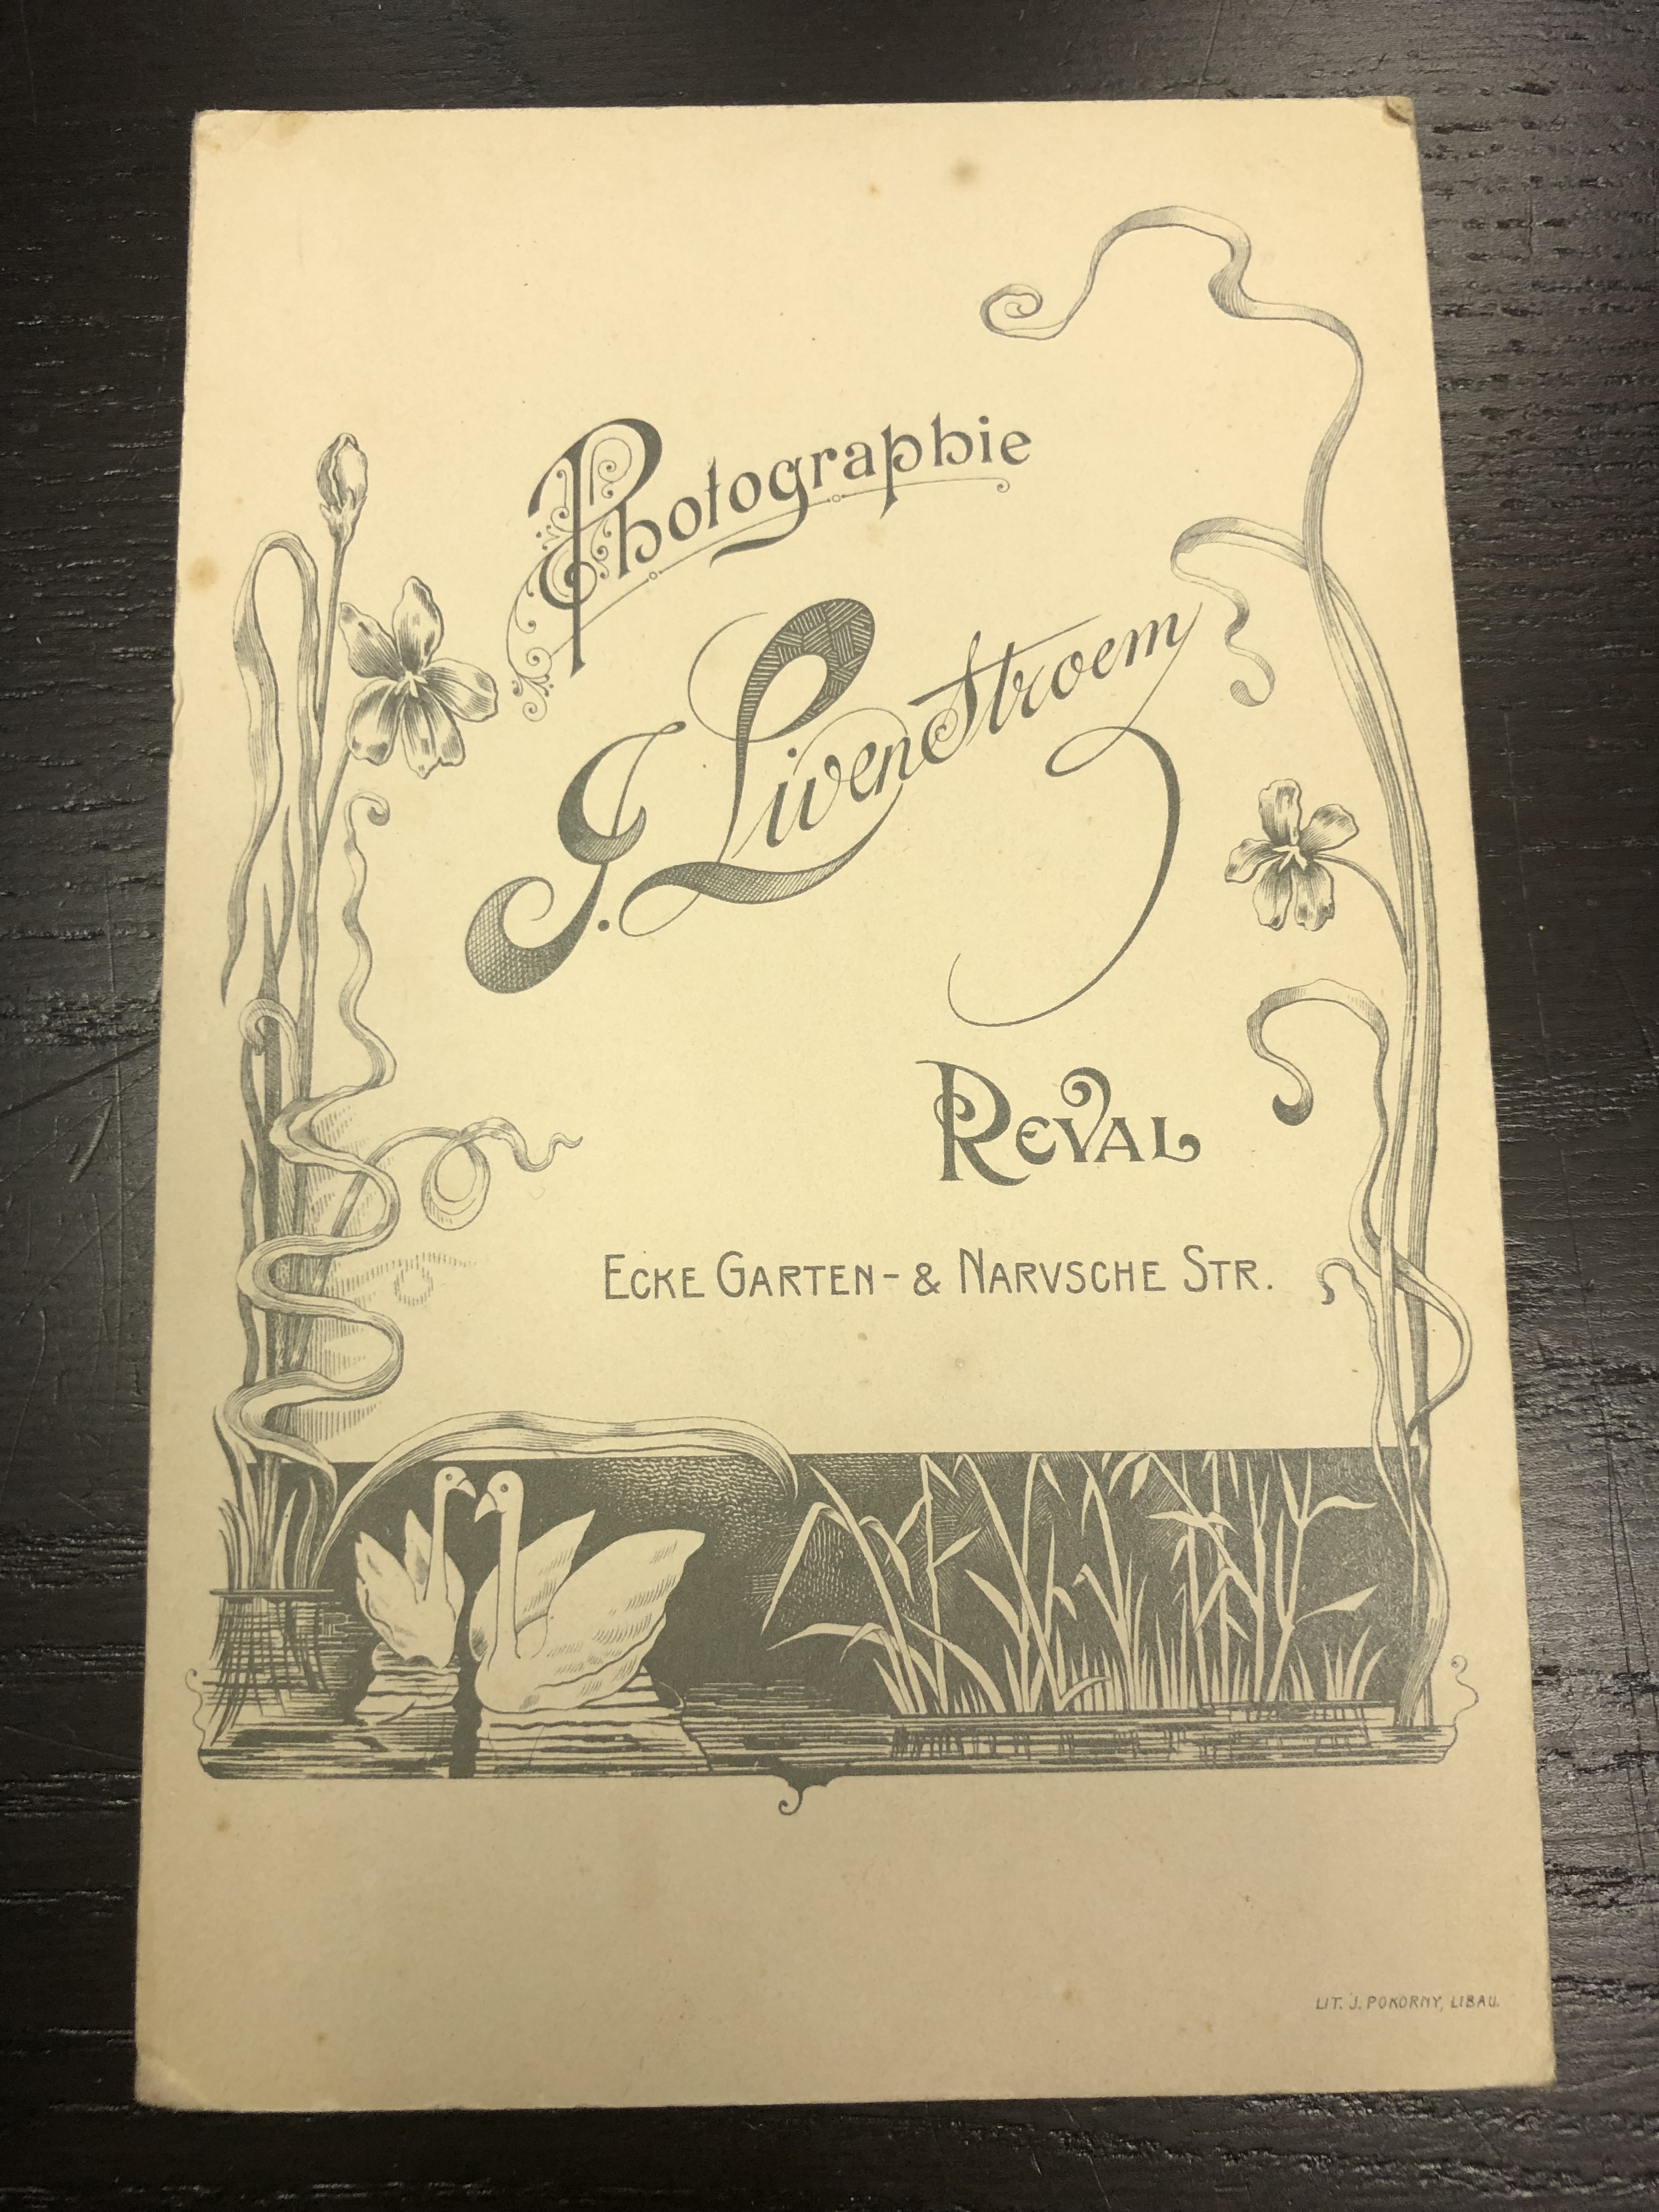 Photographie
J. Livenstroem
REVAL
ECKE GARTEN- & NARVSCHE STR.
LIT. J. POKORNY, LIBAU.